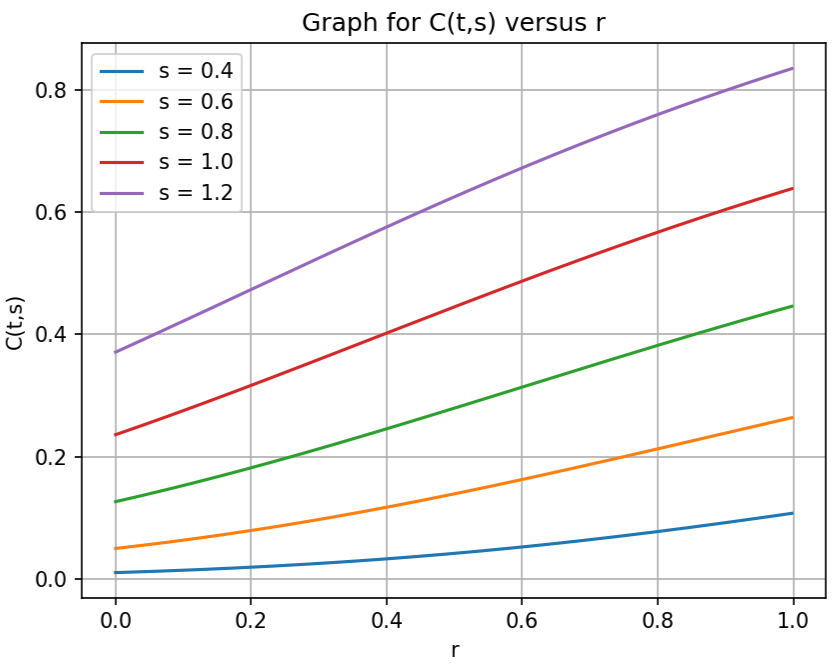 Graph for C(t,s) versus r
s = 0.4
s = 0.6
s = 0.8
s = 1.0
s = 1.2
C(t,s)
0.8
0.6
0.4
0.2
0.0
0.0 0.2 0.4 0.6 0.8 1.0
r